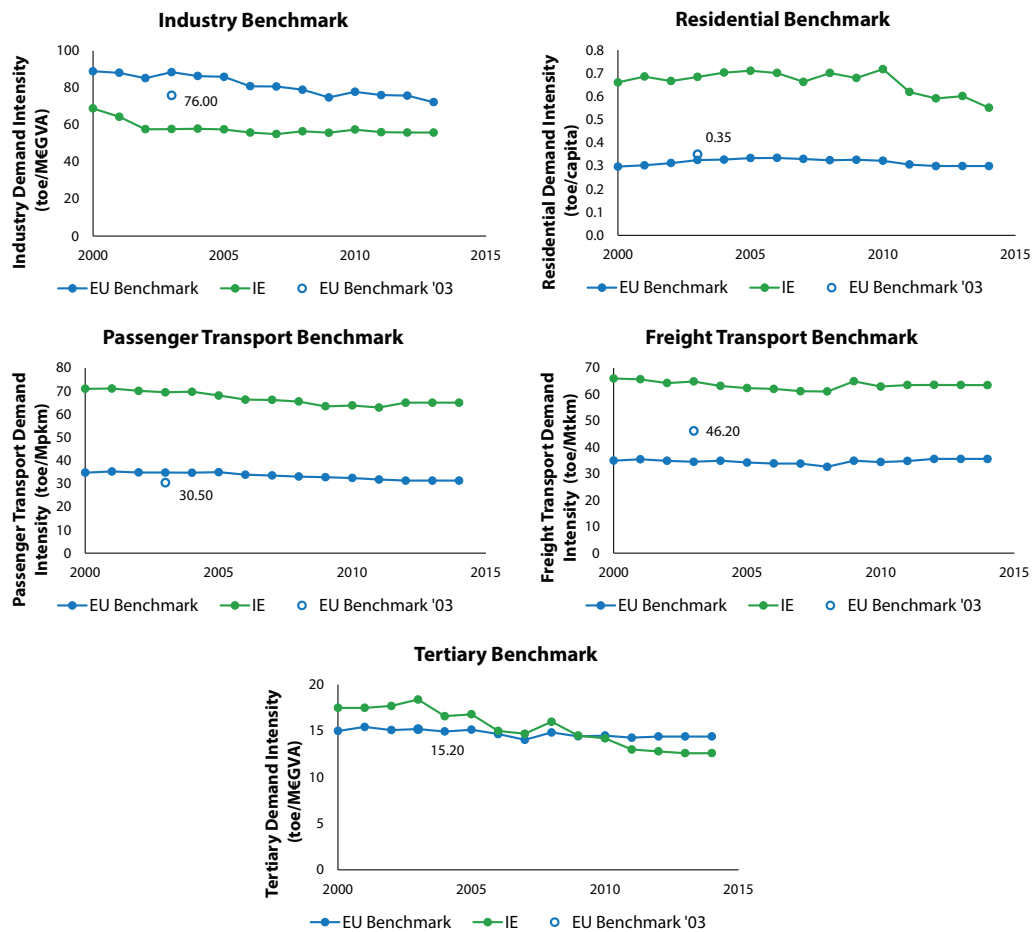 Industry Benchmark
Industry Demand Intensity
(toe/M€GVA)
100
80
60
40
20
0
76.00
2000 2005 2010 2015
EU Benchmark IE EU Benchmark '03
Residential Benchmark
Residential Demand Intensity
(toe/capita)
0.8
0.7
0.6
0.5
0.4
0.3
0.2
0.1
0.0
0.35
2000 2005 2010 2015
EU Benchmark IE EU Benchmark '03
Passenger Transport Benchmark
Passenger Transport Demand
Intensity (toe/Mpkm)
80
70
60
50
40
30
20
10
0
30.50
2000 2005 2010 2015
EU Benchmark IE EU Benchmark '03
Freight Transport Benchmark
Freight Transport Demand
Intensity (toe/Mtkm)
70
60
50
40
30
20
10
0
46.20
2000 2005 2010 2015
EU Benchmark IE EU Benchmark '03
Tertiary Benchmark
Tertiary Demand Intensity
(toe/M€GVA)
20
15
10
5
0
15.20
2000 2005 2010 2015
EU Benchmark IE EU Benchmark '03